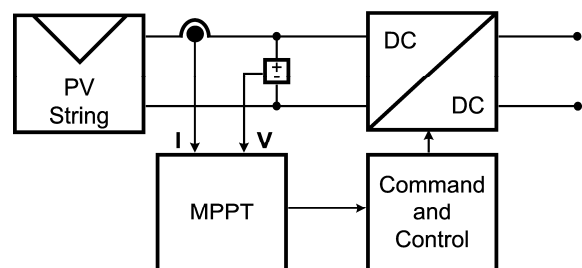 DC
PV
String
+
-
DC
I
V
MPPT
Command
and
Control